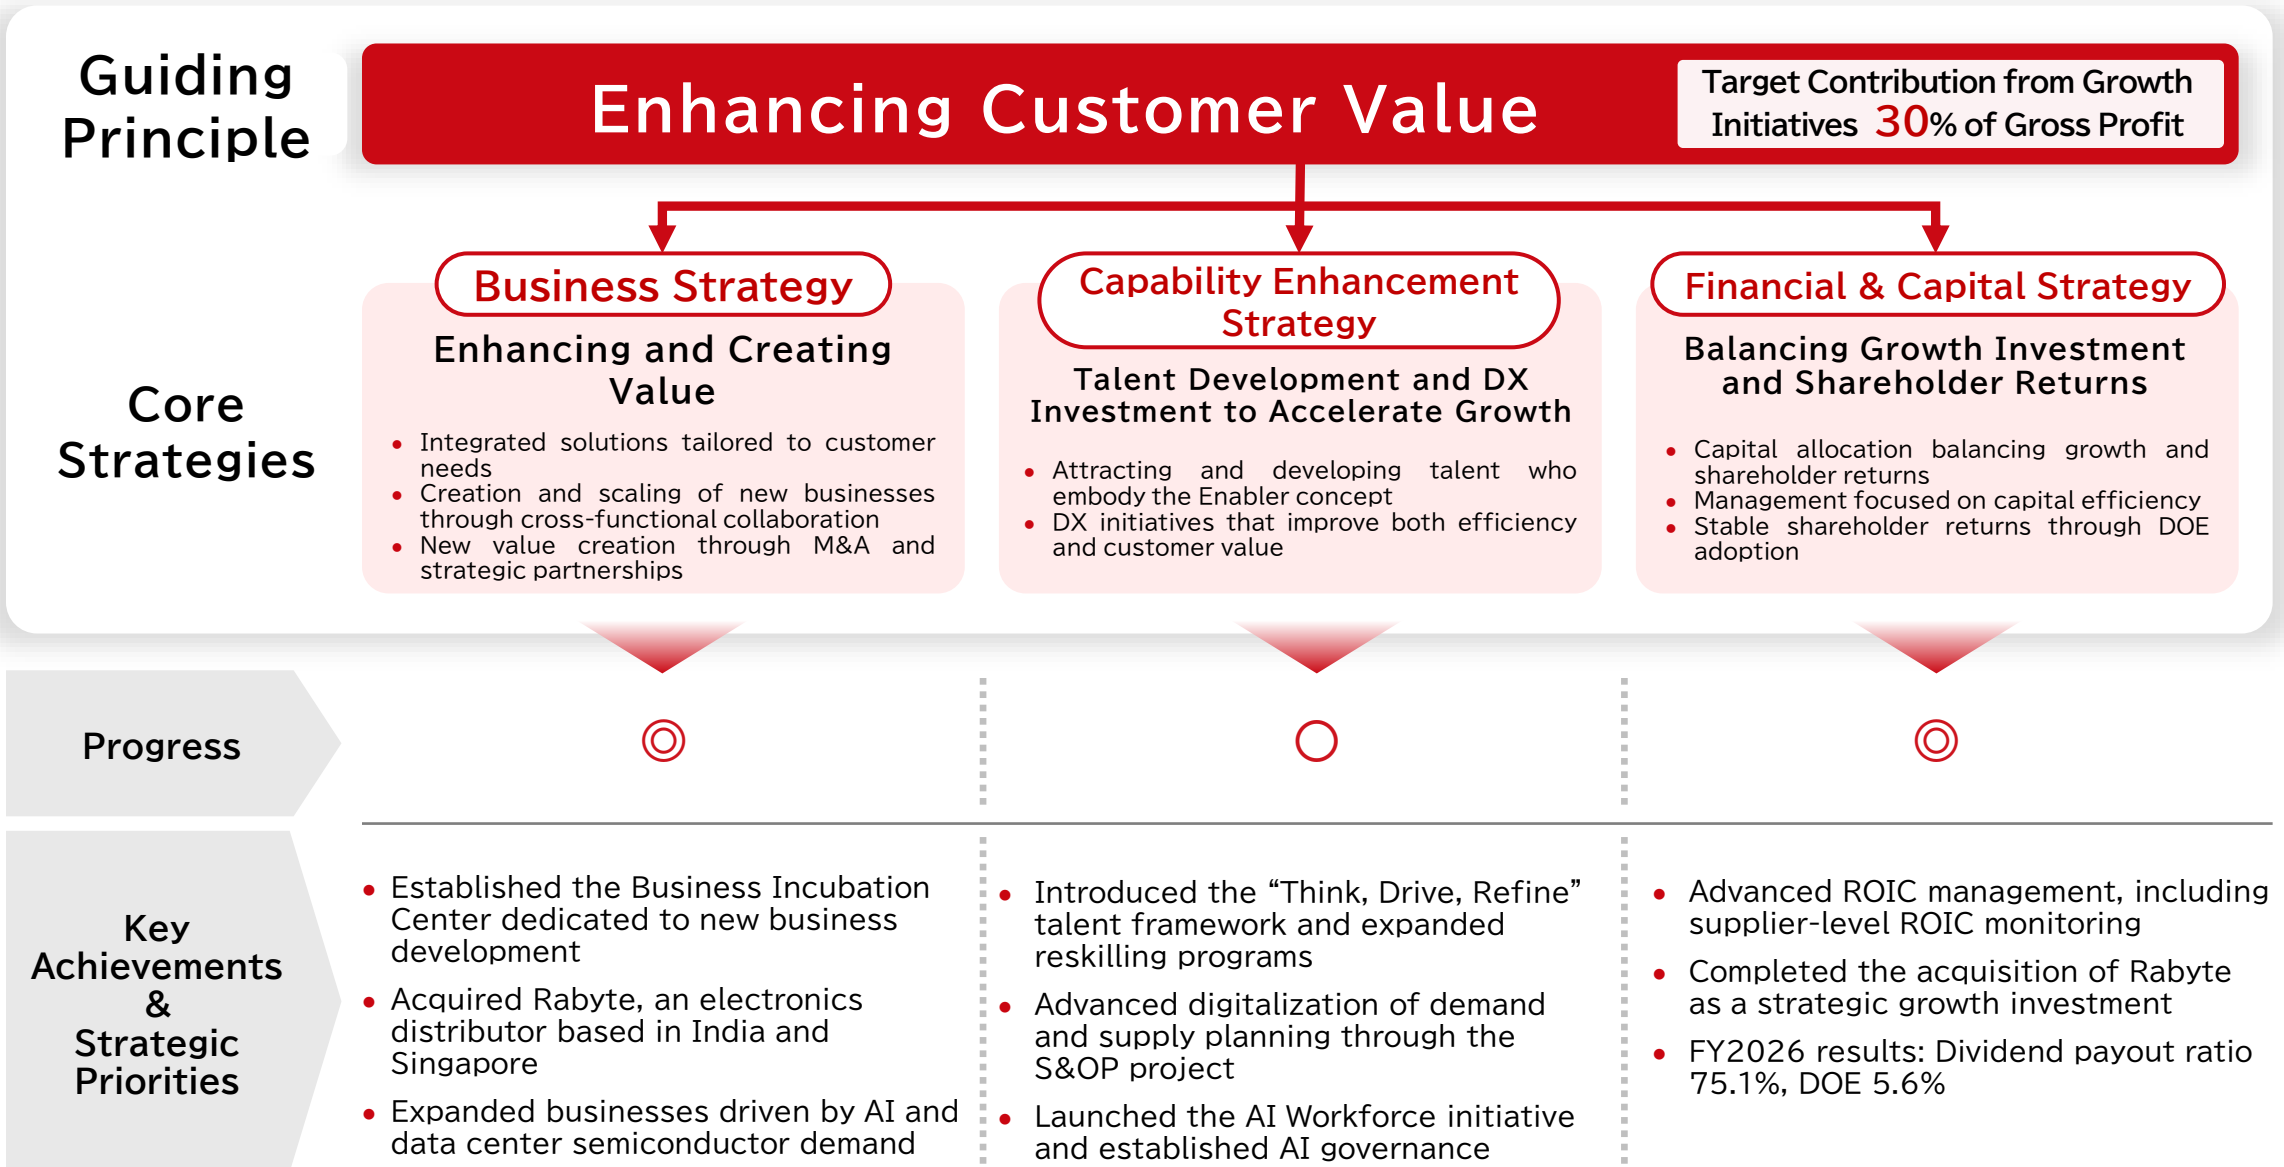 Guiding
Principle
Enhancing Customer Value
Target Contribution from Growth
Initiatives 30% of Gross Profit
Core
Strategies
Business Strategy
Enhancing and Creating
Value
• Integrated solutions tailored to customer
needs
• Creation and scaling of new businesses
through cross-functional collaboration
• New value creation through M&A and
strategic partnerships
Capability Enhancement
Strategy
Talent Development and DX
Investment to Accelerate Growth
• Attracting and developing talent who
embody the Enabler concept
• DX initiatives that improve both efficiency
and customer value
Financial & Capital Strategy
Balancing Growth Investment
and Shareholder Returns
• Capital allocation balancing growth and
shareholder returns
• Management focused on capital efficiency
• Stable shareholder returns through DOE
adoption
Progress
◎
○
◎
Key
Achievements
&
Strategic
Priorities
• Established the Business Incubation
Center dedicated to new business
development
• Acquired Rabyte, an electronics
distributor based in India and
Singapore
• Expanded businesses driven by AI and
data center semiconductor demand
• Introduced the “Think, Drive, Refine”
talent framework and expanded
reskilling programs
• Advanced digitalization of demand
and supply planning through the
S&OP project
• Launched the AI Workforce initiative
and established AI governance
• Advanced ROIC management, including
supplier-level ROIC monitoring
• Completed the acquisition of Rabyte
as a strategic growth investment
• FY2026 results: Dividend payout ratio
75.1%, DOE 5.6%